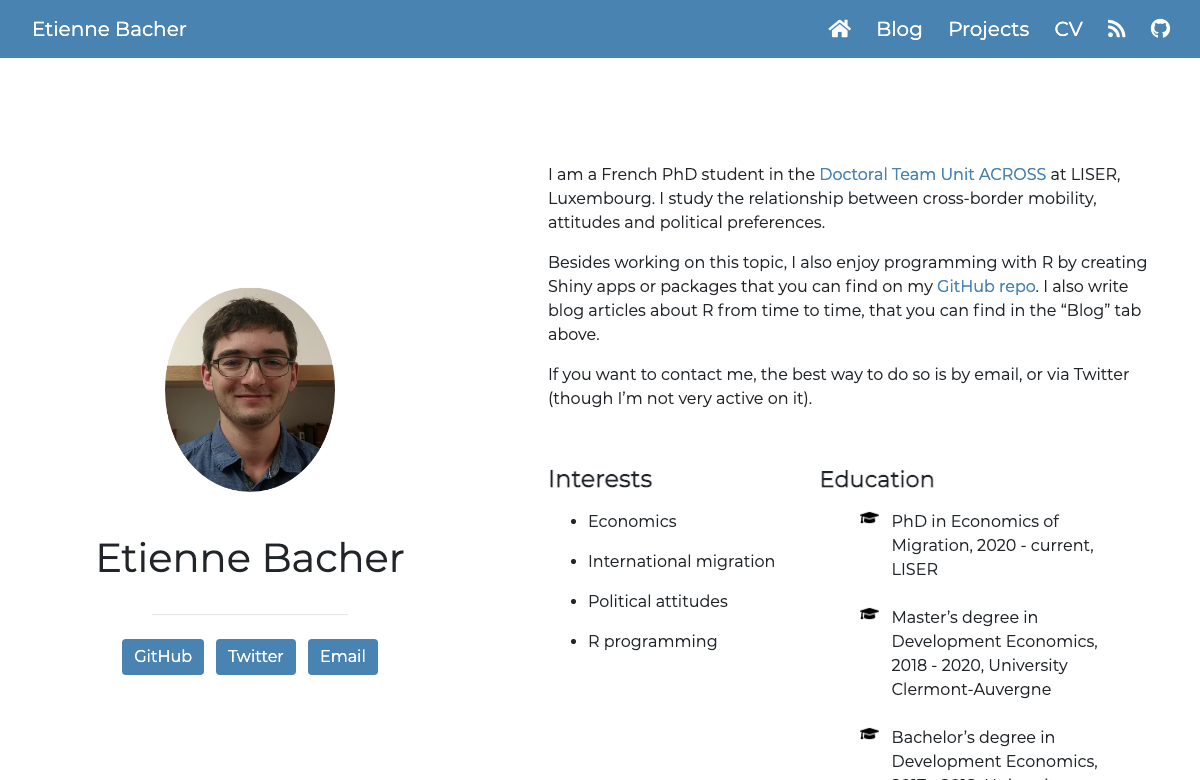 Etienne Bacher
Blog Projects CV
I am a French PhD student in the Doctoral Team Unit ACROSS at LISER,
Luxembourg. I study the relationship between cross-border mobility,
attitudes and political preferences.
Besides working on this topic, I also enjoy programming with R by creating
Shiny apps or packages that you can find on my GitHub repo. I also write
blog articles about R from time to time, that you can find in the “Blog” tab
above.
If you want to contact me, the best way to do so is by email, or via Twitter
(though I’m not very active on it).
Etienne Bacher
GitHub Twitter Email
Interests
Economics
International migration
Political attitudes
R programming
Education
PhD in Economics of
Migration, 2020 - current,
LISER
Master’s degree in
Development Economics,
2018 - 2020, University
Clermont-Auvergne
Bachelor’s degree in
Development Economics,